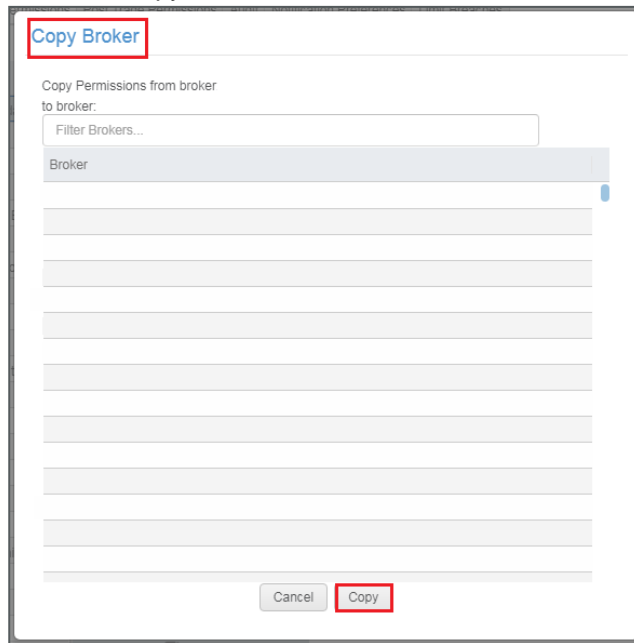 Copy Broker
Copy Permissions from broker
to broker:
Filter Brokers...
Broker
Cancel Copy